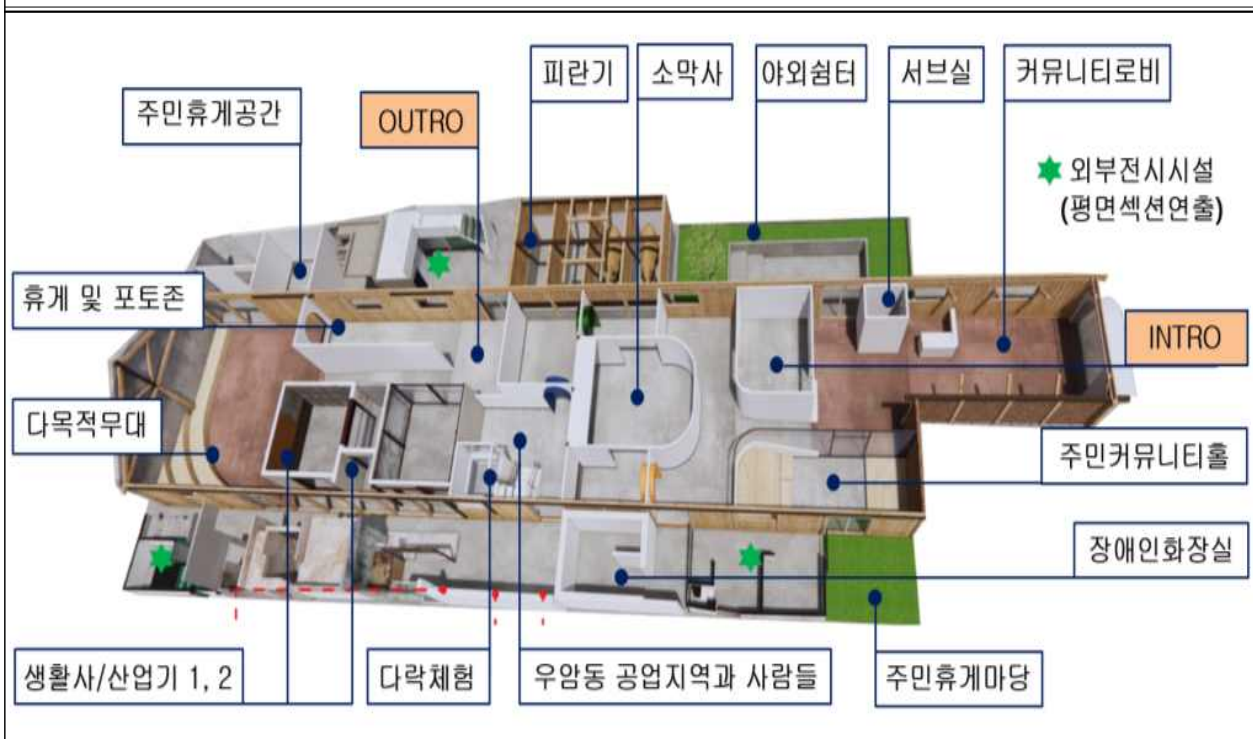 피란기
소막사
야외쉼터
서브실
커뮤니티로비
주민휴게공간
OUTRO
외부전시시설
(평면섹션연출)
휴게 및 포토존
INTRO
다목적무대
주민커뮤니티홀
장애인화장실
생활사/산업기 1, 2
다락체험
우암동 공업지역과 사람들
주민휴게마당